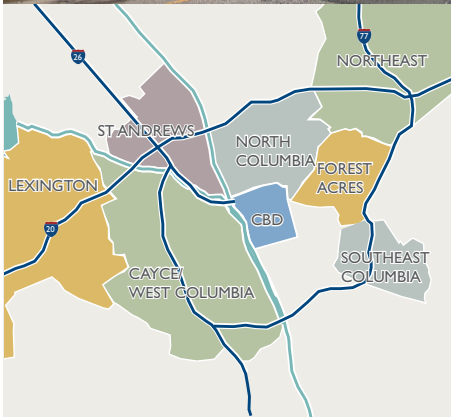 77
NORTHEAST
26
ST ANDREWS
NORTH
COLUMBIA
FOREST
ACRES
LEXINGTON
CBD
20
SOUTHEAST
COLUMBIA
CAYCE/
WEST COLUMBIA